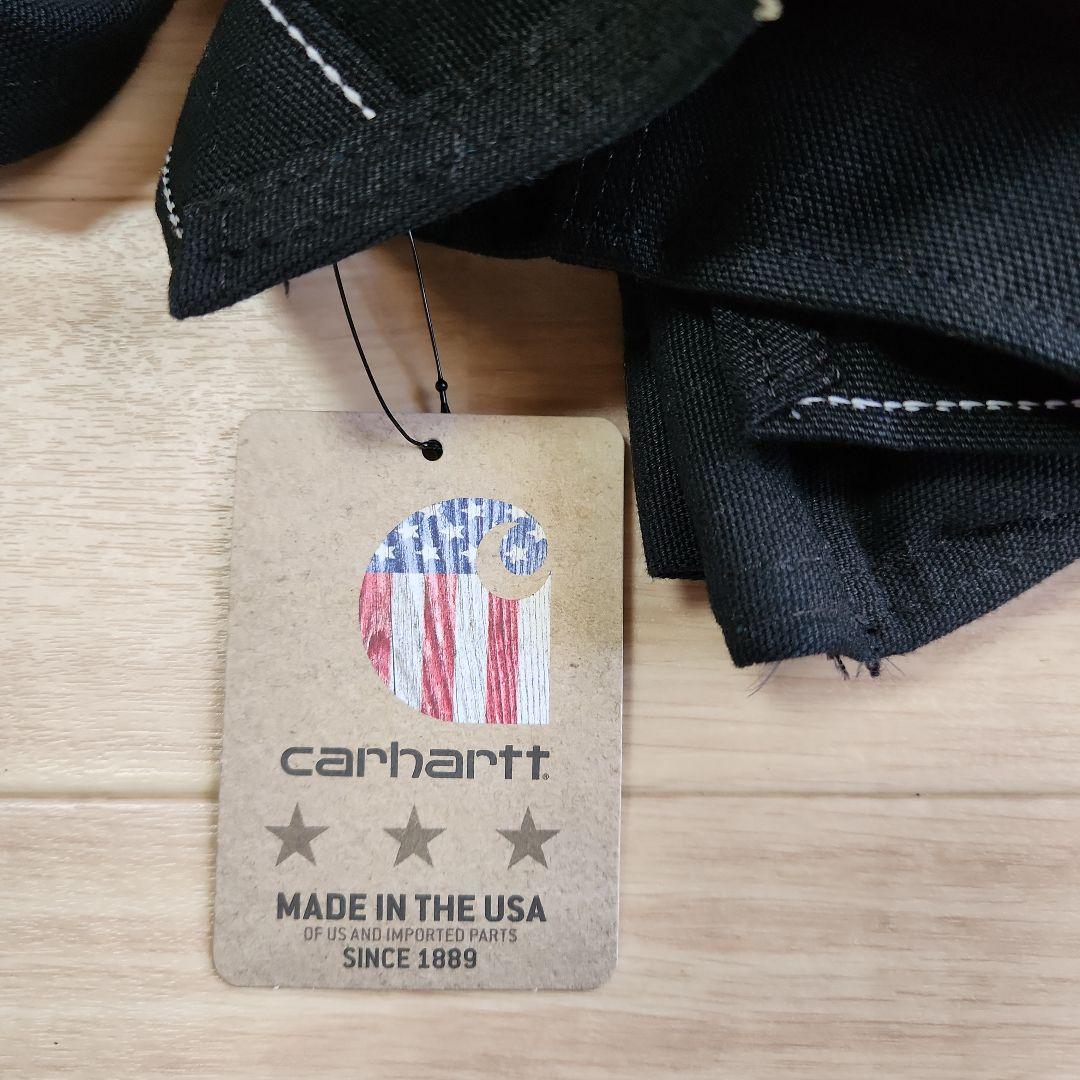 carhartt®
MADE IN THE USA
OF US AND IMPORTED PARTS
SINCE 1889